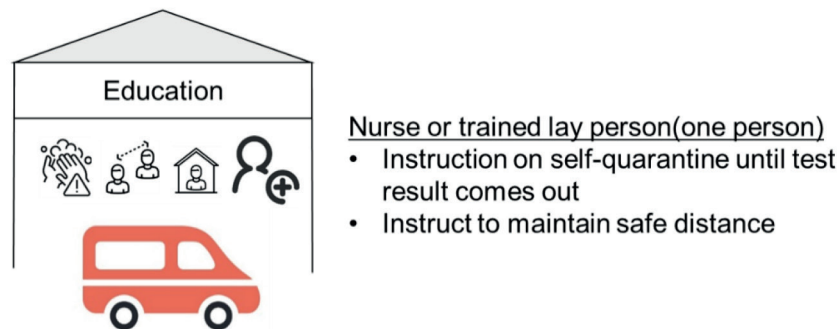 Education
Nurse or trained lay person(one person)
• Instruction on self-quarantine until test
result comes out
• Instruct to maintain safe distance